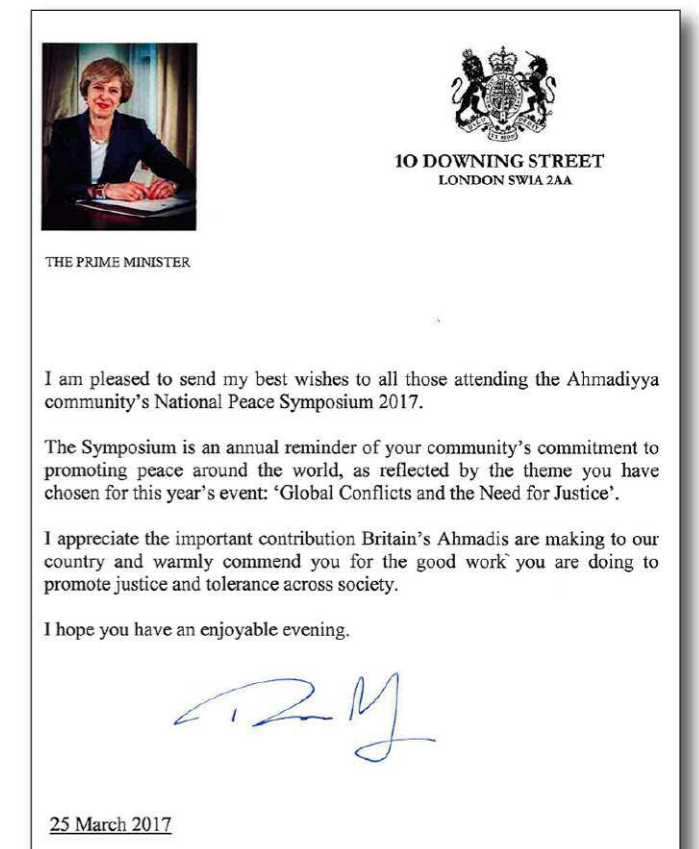 10 DOWNING STREET
LONDON SW1A 2AA
THE PRIME MINISTER
I am pleased to send my best wishes to all those attending the Ahmadiyya
community's National Peace Symposium 2017.
The Symposium is an annual reminder of your community's commitment to
promoting peace around the world, as reflected by the theme you have
chosen for this year's event: ‘Global Conflicts and the Need for Justice’.
I appreciate the important contribution Britain's Ahmadis are making to our
country and warmly commend you for the good work you are doing to
promote justice and tolerance across society.
I hope you have an enjoyable evening.
25 March 2017